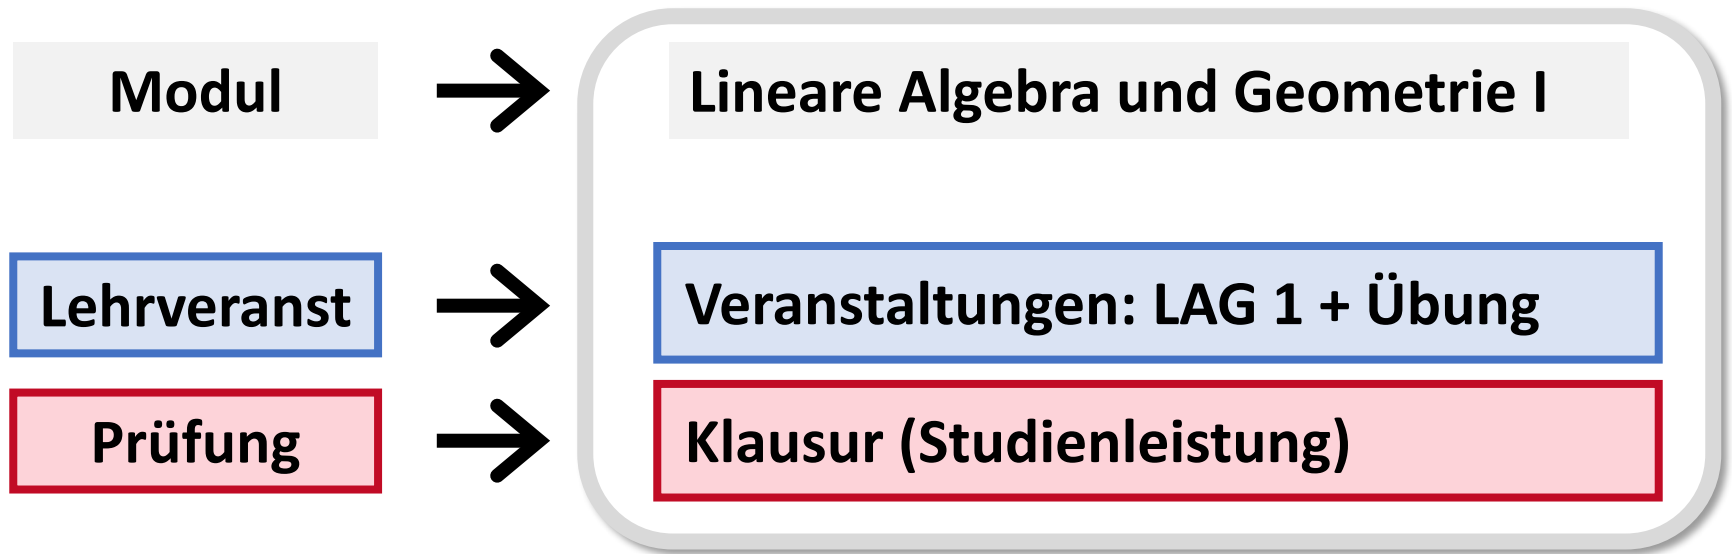 Modul
Lineare Algebra und Geometrie I
Lehrveranst
Veranstaltungen: LAG 1 + Übung
Prüfung
Klausur (Studienleistung)